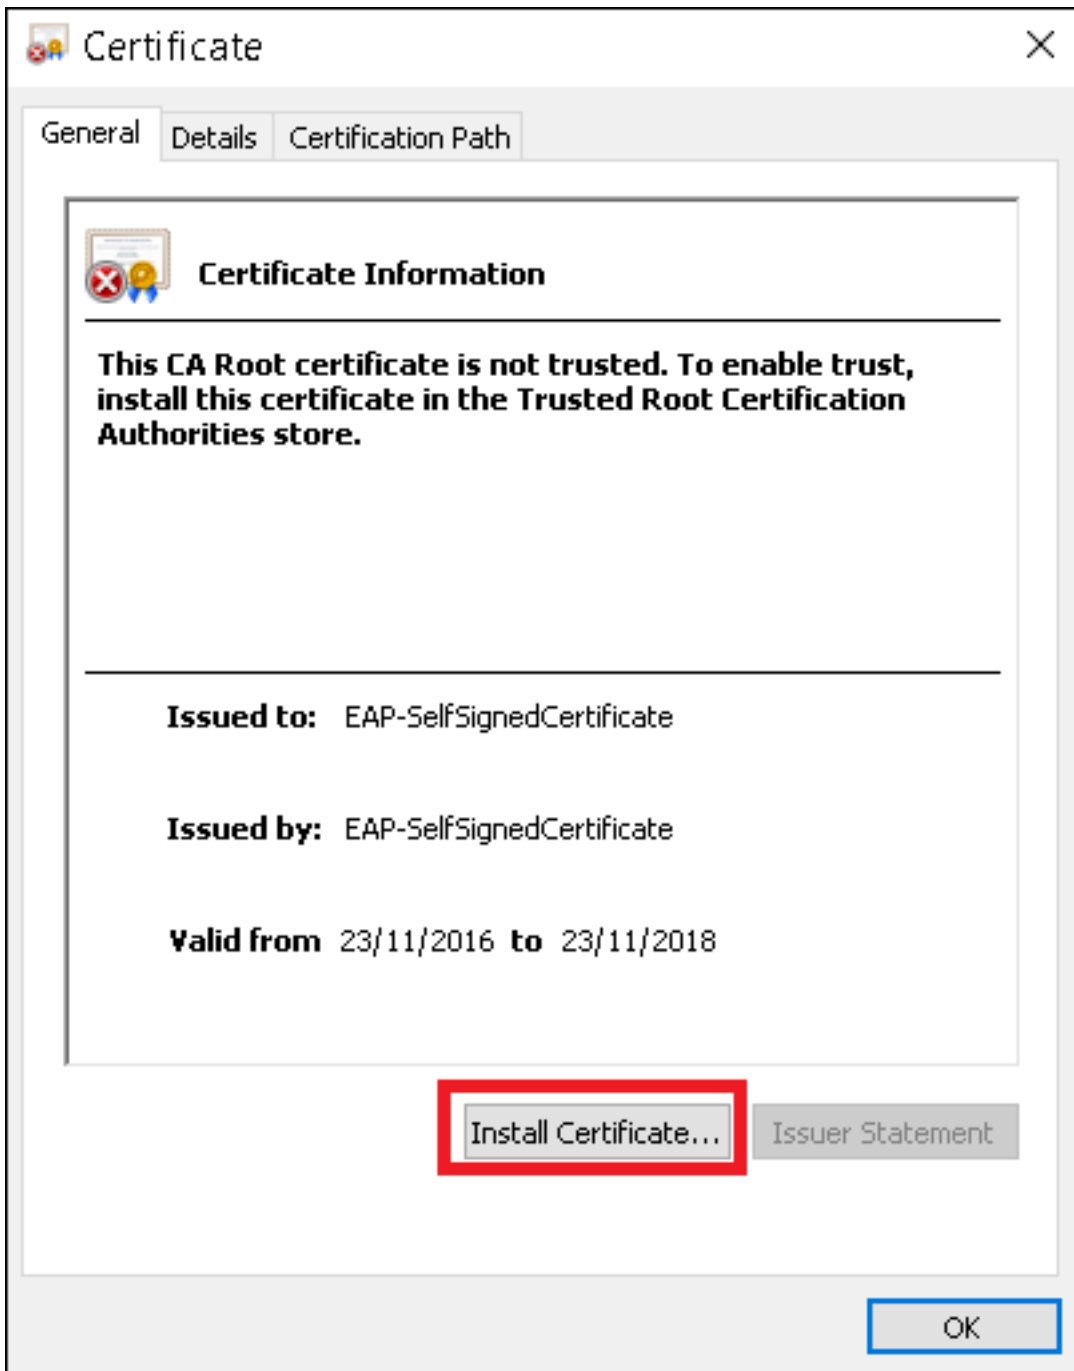 Certificate
General Details Certification Path
Certificate Information
This CA Root certificate is not trusted. To enable trust,
install this certificate in the Trusted Root Certification
Authorities store.
Issued to: EAP-SelfSignedCertificate
Issued by: EAP-SelfSignedCertificate
Valid from 23/11/2016 to 23/11/2018
Install Certificate... Issuer Statement
OK